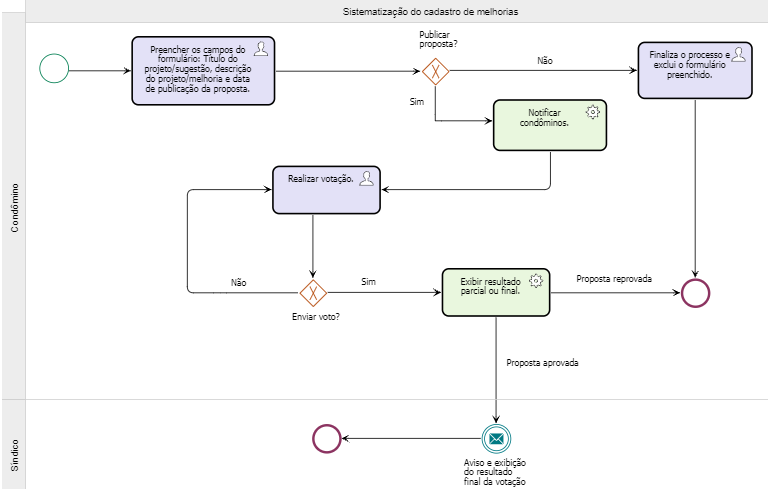 Sistematização do cadastro de melhorias
Condômino
Preencher os campos do
formulário: Título do
projeto/sugestão, descrição
do projeto/melhoria e data
de publicação da proposta.
Publicar
proposta?
Não
Finaliza o processo e
exclui o formulário
preenchido.
Sim
Notificar
condôminos.
Realizar votação.
Não
Sim
Enviar voto?
Exibir resultado
parcial ou final.
Proposta reprovada
Proposta aprovada
Síndico
Aviso e exibição
do resultado
final da votação